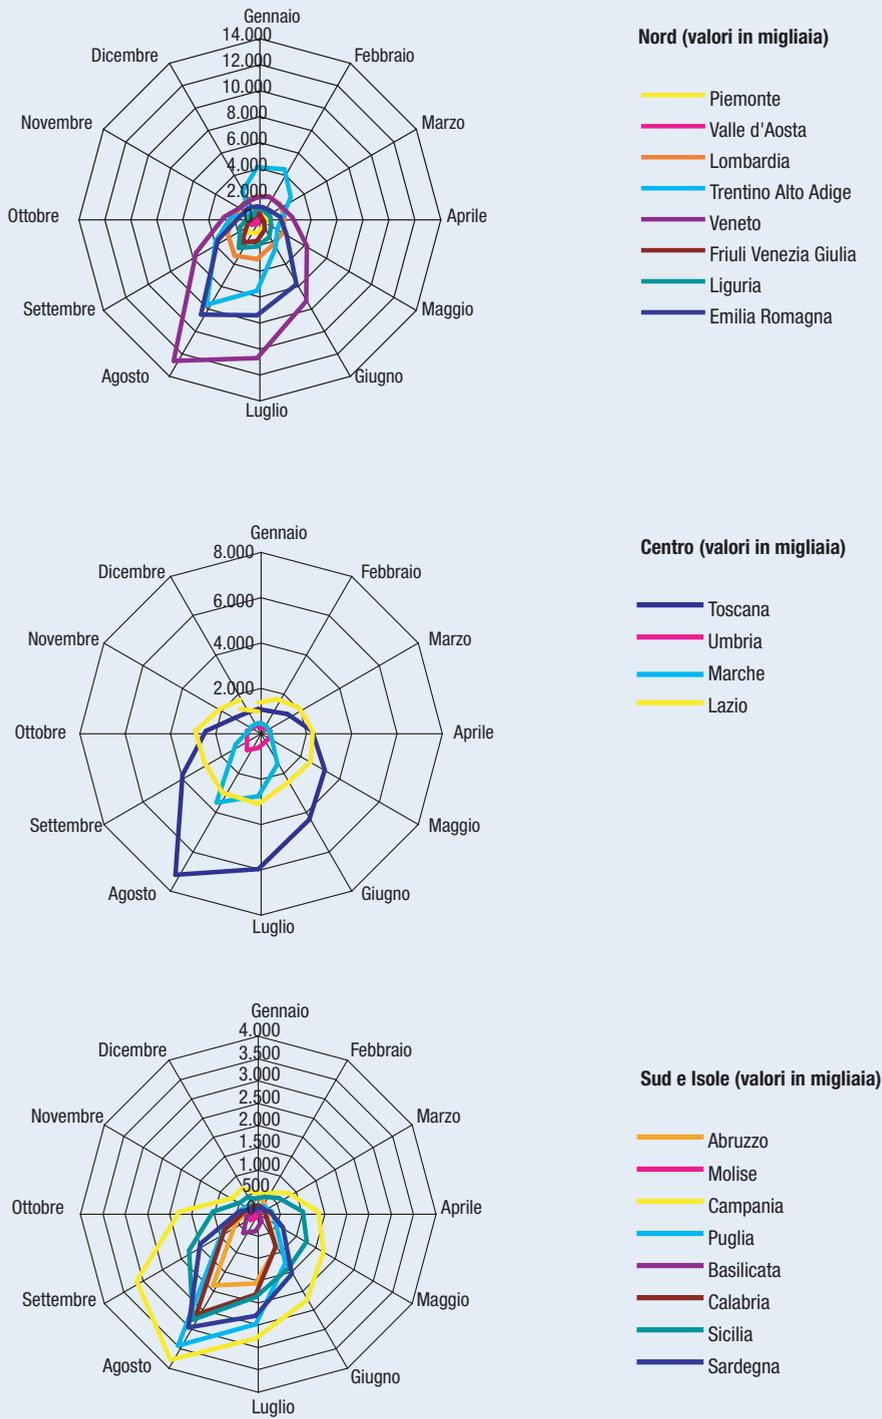 Gennaio
14.000
12.000
10.000
8.000
6.000
4.000
2.000
0
Febbraio
Marzo
Aprile
Maggio
Giugno
Luglio
Agosto
Settembre
Ottobre
Novembre
Dicembre
Nord (valori in migliaia)
Piemonte
Valle d'Aosta
Lombardia
Trentino Alto Adige
Veneto
Friuli Venezia Giulia
Liguria
Emilia Romagna
Gennaio
8.000
6.000
4.000
2.000
Febbraio
Marzo
Aprile
Maggio
Giugno
Luglio
Agosto
Settembre
Ottobre
Novembre
Dicembre
Centro (valori in migliaia)
Toscana
Umbria
Marche
Lazio
Gennaio
4.000
3.500
3.000
2.500
2.000
1.500
1.000
500
0
Febbraio
Marzo
Aprile
Maggio
Giugno
Luglio
Agosto
Settembre
Ottobre
Novembre
Dicembre
Sud e Isole (valori in migliaia)
Abruzzo
Molise
Campania
Puglia
Basilicata
Calabria
Sicilia
Sardegna